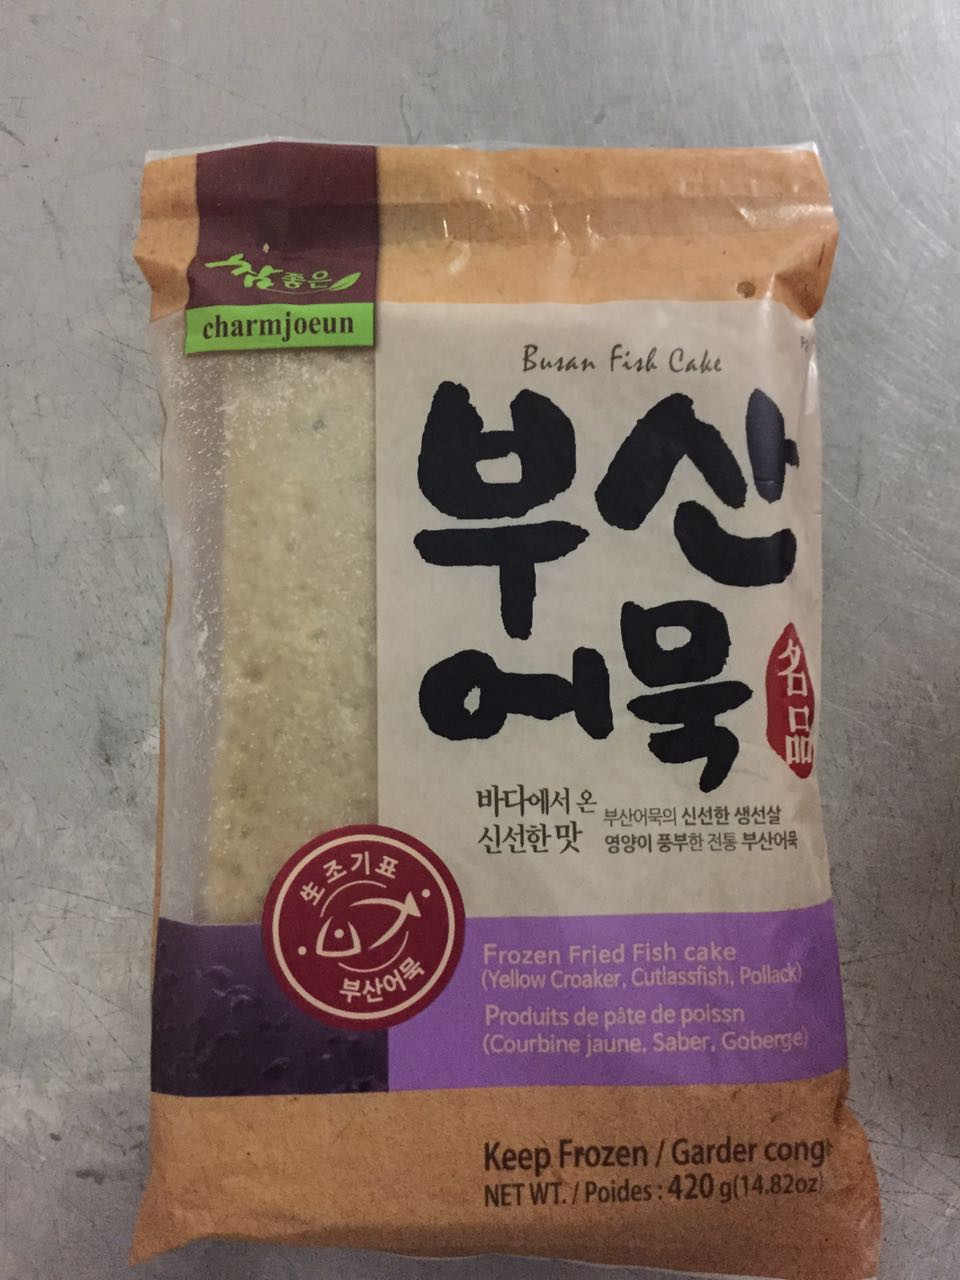 참좋은
charmjoeun
Busan Fish Cake
부산
어묵
名品
바다에서 온
신선한 맛
부산어묵의 신선한 생선살
영양이 풍부한 전통 부산어묵
生조기표
부산어묵
Frozen Fried Fish cake
(Yellow Croaker, Cutlassfish, Pollack)
Produits de pâte de poissn
(Courbine jaune, Saber, Goberge)
Keep Frozen / Garder cong
NET WT. / Poides : 420 g(14.82oz)